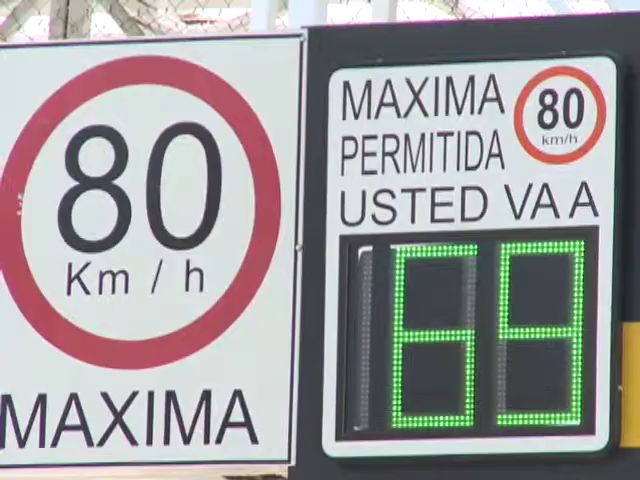 80
Km / h
MAXIMA
MAXIMA
PERMITIDA
80
km/h
USTED VA A
69